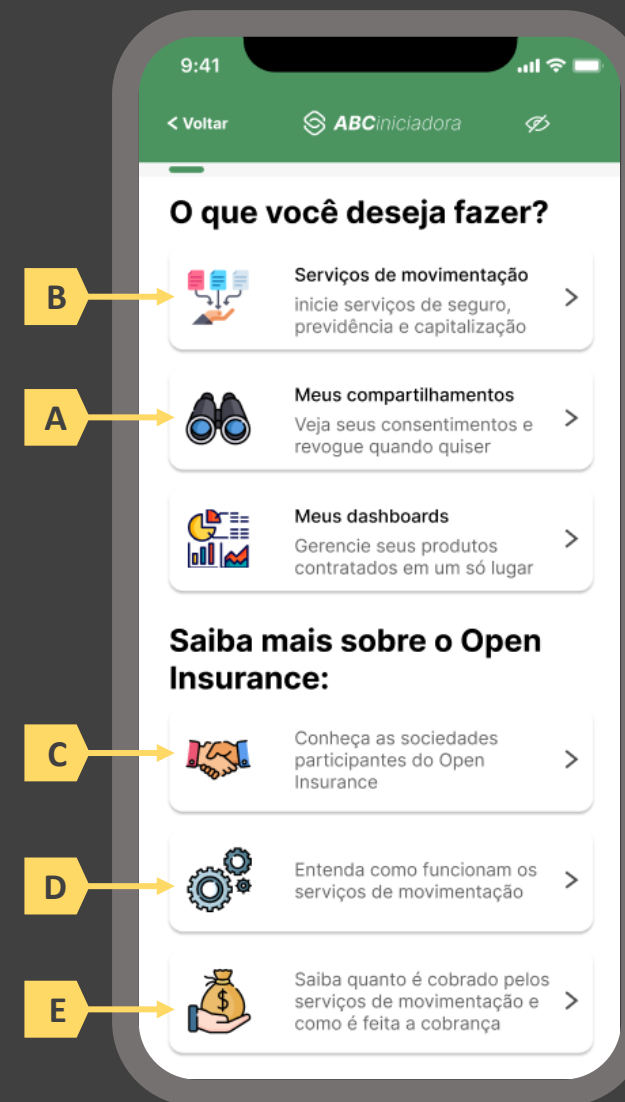 9:41
< Voltar
ABCiniciadora
O que você deseja fazer?
B
Serviços de movimentação
inicie serviços de seguro,
previdência e capitalização
A
Meus compartilhamentos
Veja seus consentimentos e
revogue quando quiser
Meus dashboards
Gerencie seus produtos
contratados em um só lugar
Saiba mais sobre o Open
Insurance:
C
Conheça as sociedades
participantes do Open
Insurance
D
Entenda como funcionam os
serviços de movimentação
E
$
Saiba quanto é cobrado pelos
serviços de movimentação e
como é feita a cobrança